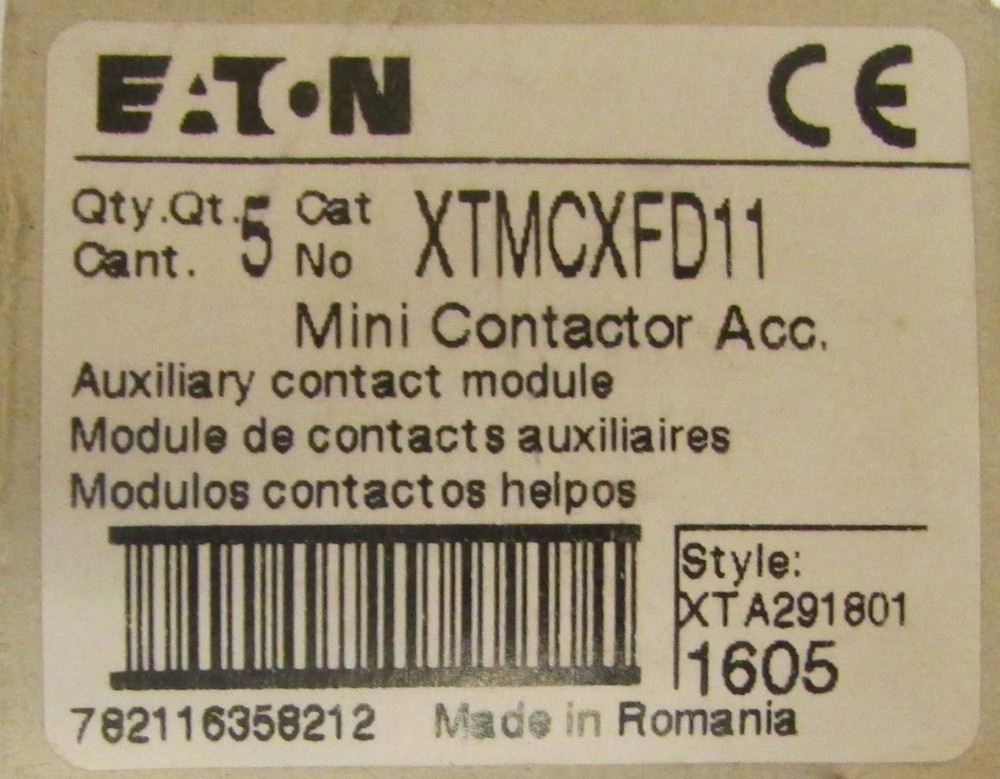 EATON CE
Qty.Qt. 5 Cat XTMCXFD11
Cant. No
Mini Contactor Acc.
Auxiliary contact module
Module de contacts auxiliaires
Modulos contactos helpos
Style:
XTA291801
1605
782116358212 Made in Romania